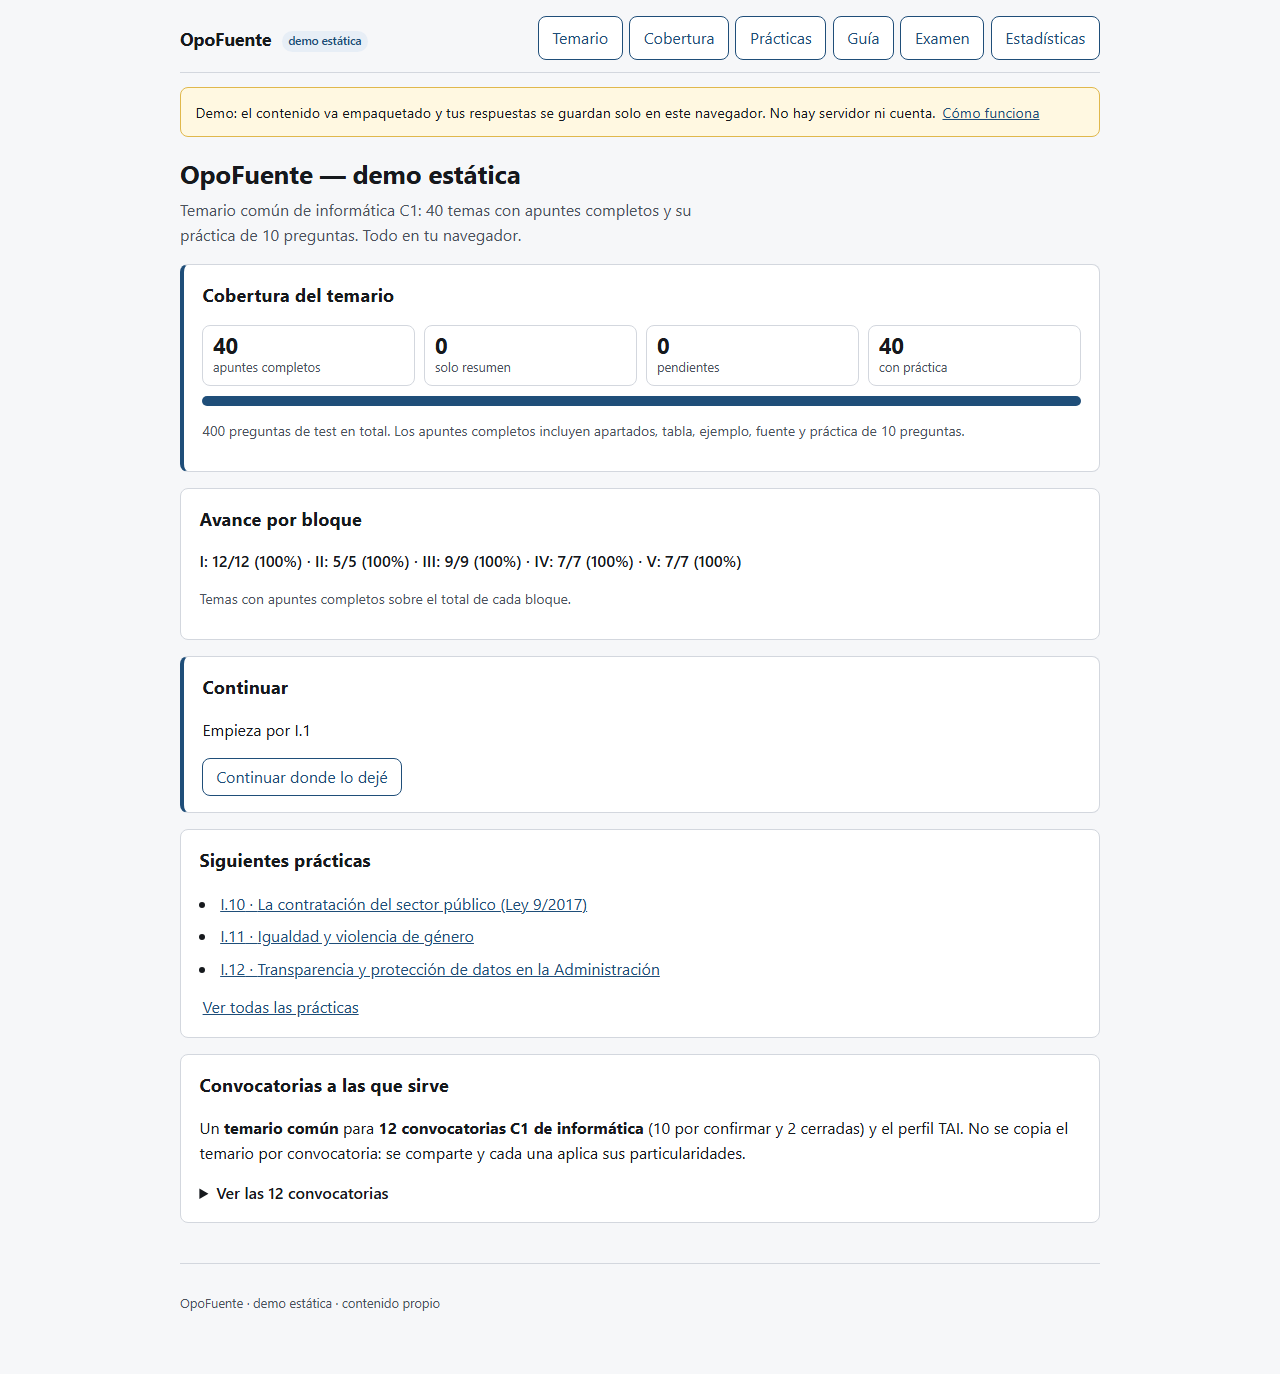 OpoFuente demo estática
Temario Cobertura Prácticas Guía Examen Estadísticas
Demo: el contenido va empaquetado y tus respuestas se guardan solo en este navegador. No hay servidor ni cuenta. Cómo funciona
OpoFuente — demo estática
Temario común de informática C1: 40 temas con apuntes completos y su
práctica de 10 preguntas. Todo en tu navegador.
Cobertura del temario
40
apuntes completos
0
solo resumen
0
pendientes
40
con práctica
400 preguntas de test en total. Los apuntes completos incluyen apartados, tabla, ejemplo, fuente y práctica de 10 preguntas.
Avance por bloque
I: 12/12 (100%) · II: 5/5 (100%) · III: 9/9 (100%) · IV: 7/7 (100%) · V: 7/7 (100%)
Temas con apuntes completos sobre el total de cada bloque.
Continuar
Empieza por I.1
Continuar donde lo dejé
Siguientes prácticas
I.10 · La contratación del sector público (Ley 9/2017)
I.11 · Igualdad y violencia de género
I.12 · Transparencia y protección de datos en la Administración
Ver todas las prácticas
Convocatorias a las que sirve
Un temario común para 12 convocatorias C1 de informática (10 por confirmar y 2 cerradas) y el perfil TAI. No se copia el
temario por convocatoria: se comparte y cada una aplica sus particularidades.
Ver las 12 convocatorias
OpoFuente · demo estática · contenido propio